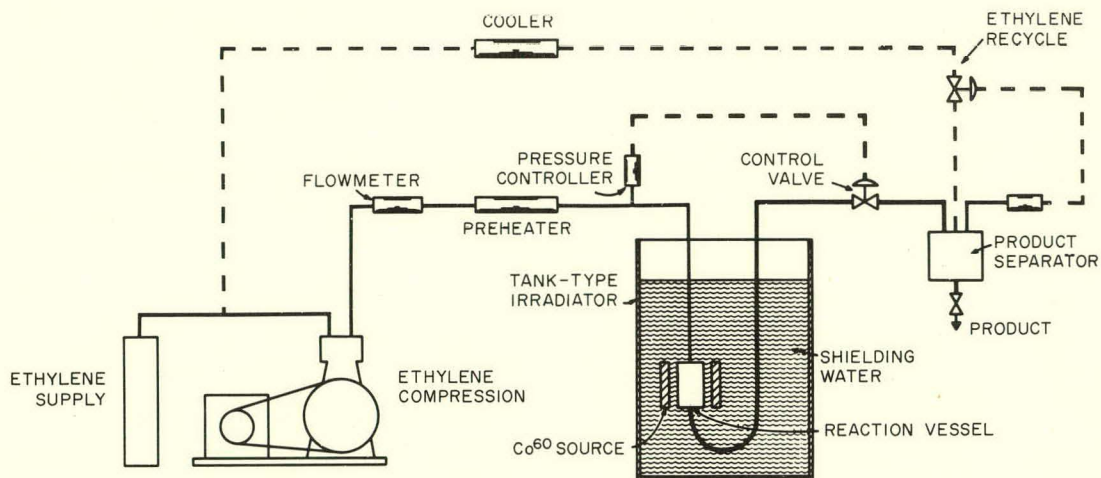 COOLER
ETHYLENE
RECYCLE
PRESSURE
CONTROLLER
CONTROL
VALVE
FLOWMETER
PREHEATER
PRODUCT
SEPARATOR
TANK-TYPE
IRRADIATOR
PRODUCT
ETHYLENE
SUPPLY
ETHYLENE
COMPRESSION
SHIELDING
WATER
REACTION VESSEL
Co⁶⁰ SOURCE